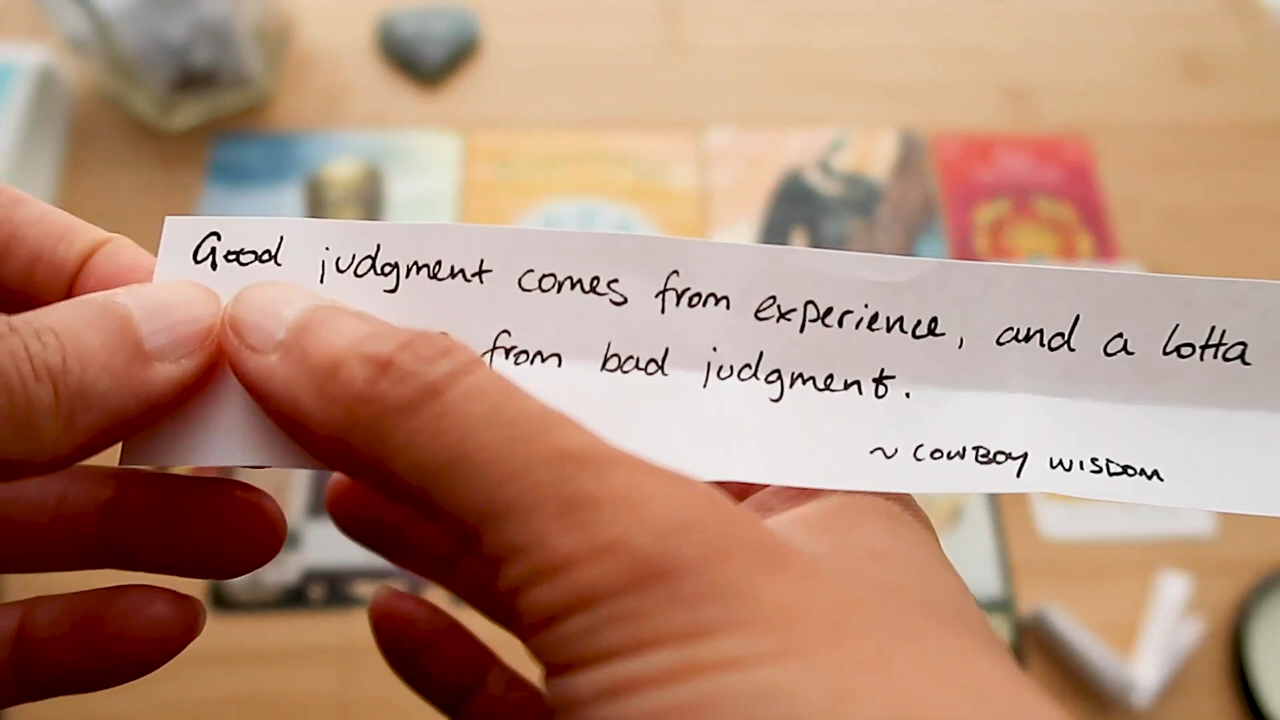 Good judgment comes from experience, and a lotta
from bad judgment.
~ COWBOY WISDOM